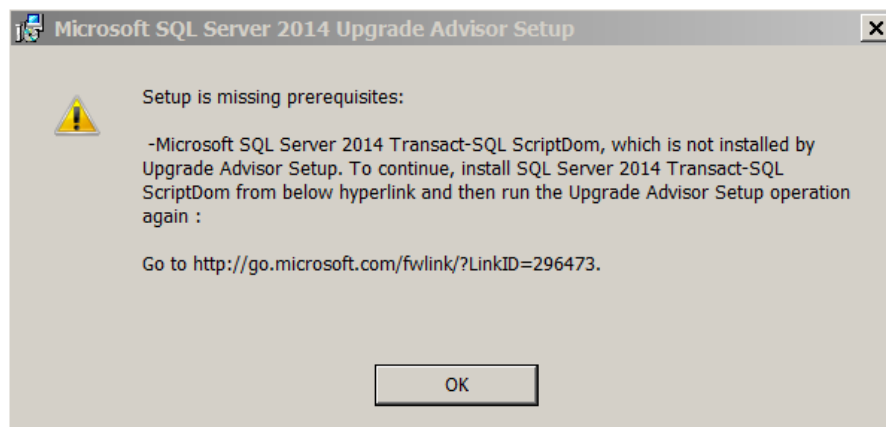 Microsoft SQL Server 2014 Upgrade Advisor Setup
Setup is missing prerequisites:
-Microsoft SQL Server 2014 Transact-SQL ScriptDom, which is not installed by
Upgrade Advisor Setup. To continue, install SQL Server 2014 Transact-SQL
ScriptDom from below hyperlink and then run the Upgrade Advisor Setup operation
again :
Go to http://go.microsoft.com/fwlink/?LinkID=296473.
OK